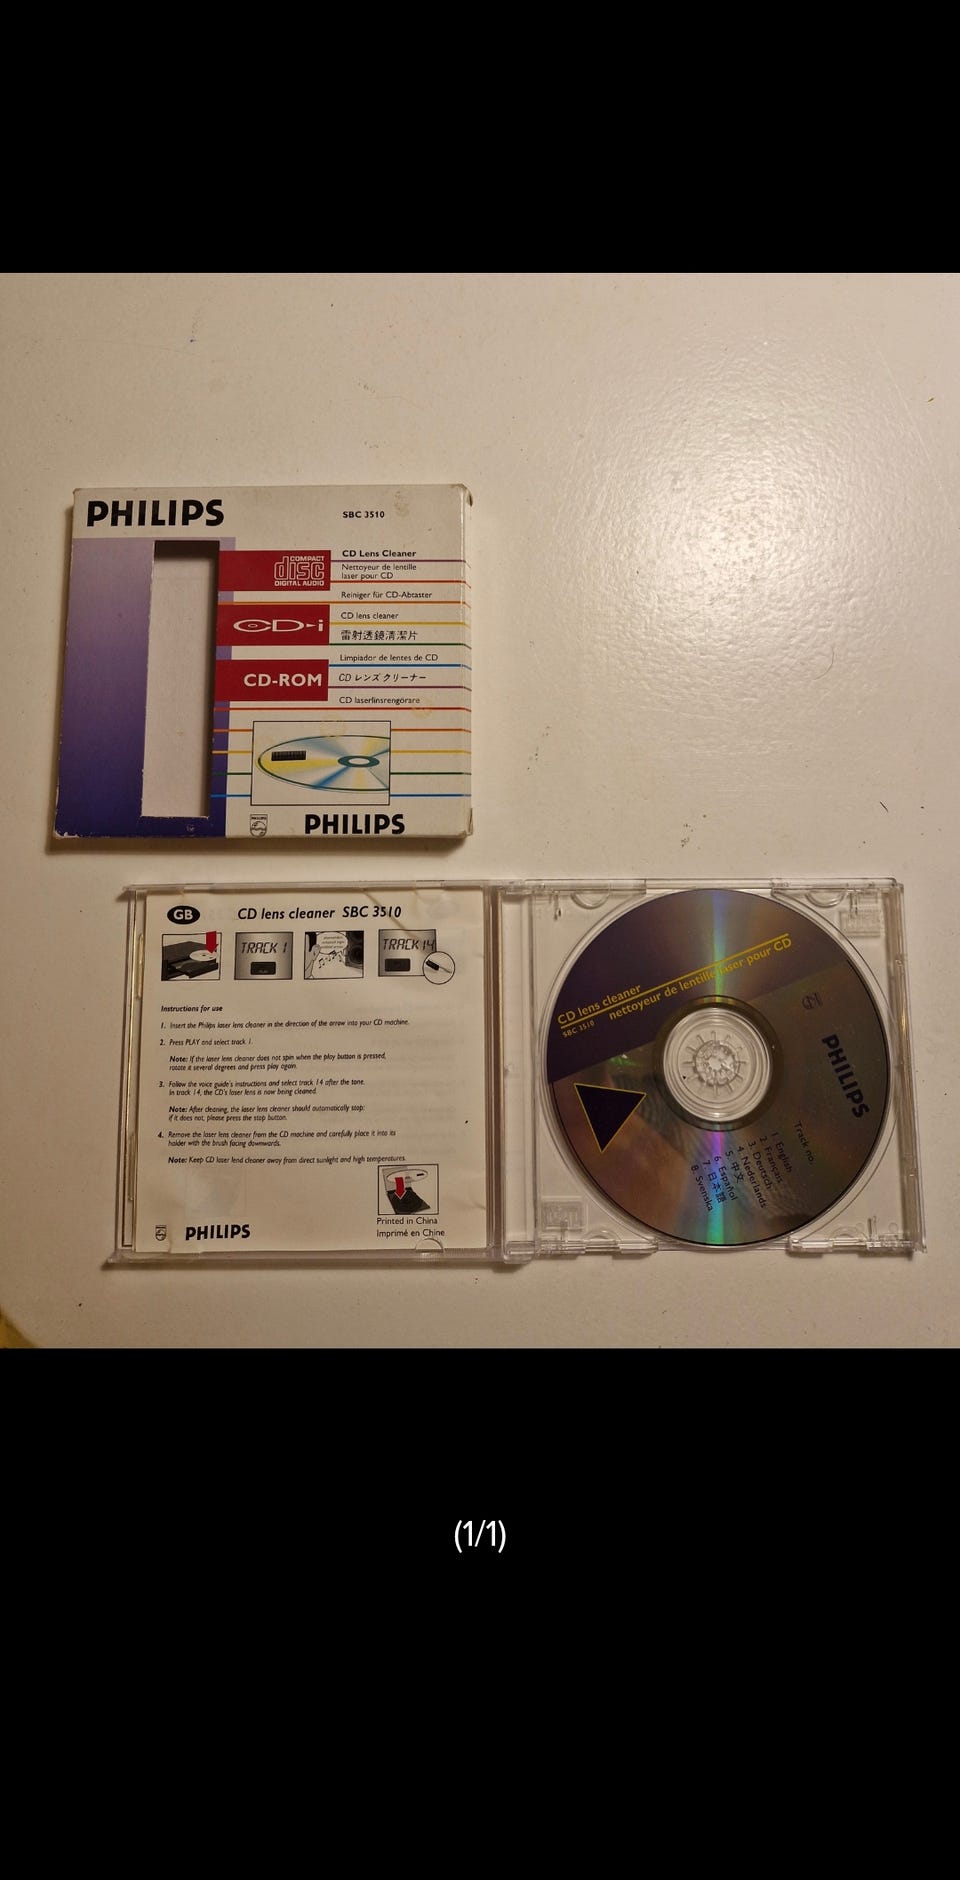 PHILIPS
SBC 3510
COMPACT
disc
DIGITAL AUDIO
CD Lens Cleaner
Nettoyeur de lentille
laser pour CD
Reiniger für CD-Abtaster
CD-i
CD lens cleaner
雷射透鏡清潔片
Limpiador de lentes de CD
CD-ROM
CD レンズ クリーナー
CD laserlinsrengörare
PHILIPS
PHILIPS
GB
CD lens cleaner SBC 3510
TRACK 1
PLAY
TRACK 14
Instructions for use
1. Insert the Philips laser lens cleaner in the direction of the arrow into your CD machine.
2. Press PLAY and select track 1.
Note: If the laser lens cleaner does not spin when the play button is pressed,
rotate it several degrees and press play again.
3. Follow the voice guide's instructions and select track 14 after the tone.
In track 14, the CD's laser lens is now being cleaned.
Note: After cleaning, the laser lens cleaner should automatically stop:
if it does not, please press the stop button.
4. Remove the laser lens cleaner from the CD machine and carefully place it into its
holder with the brush facing downwards.
Note: Keep CD laser lend cleaner away from direct sunlight and high temperatures.
Printed in China
Imprimé en Chine
PHILIPS
CD lens cleaner
nettoyeur de lentille laser pour CD
SBC 3510
PHILIPS
Track no.
1. English
2. Français
3. Deutsch
4. Nederlands
5. 中文
6. Español
7. 日本語
8. Svenska
(1/1)